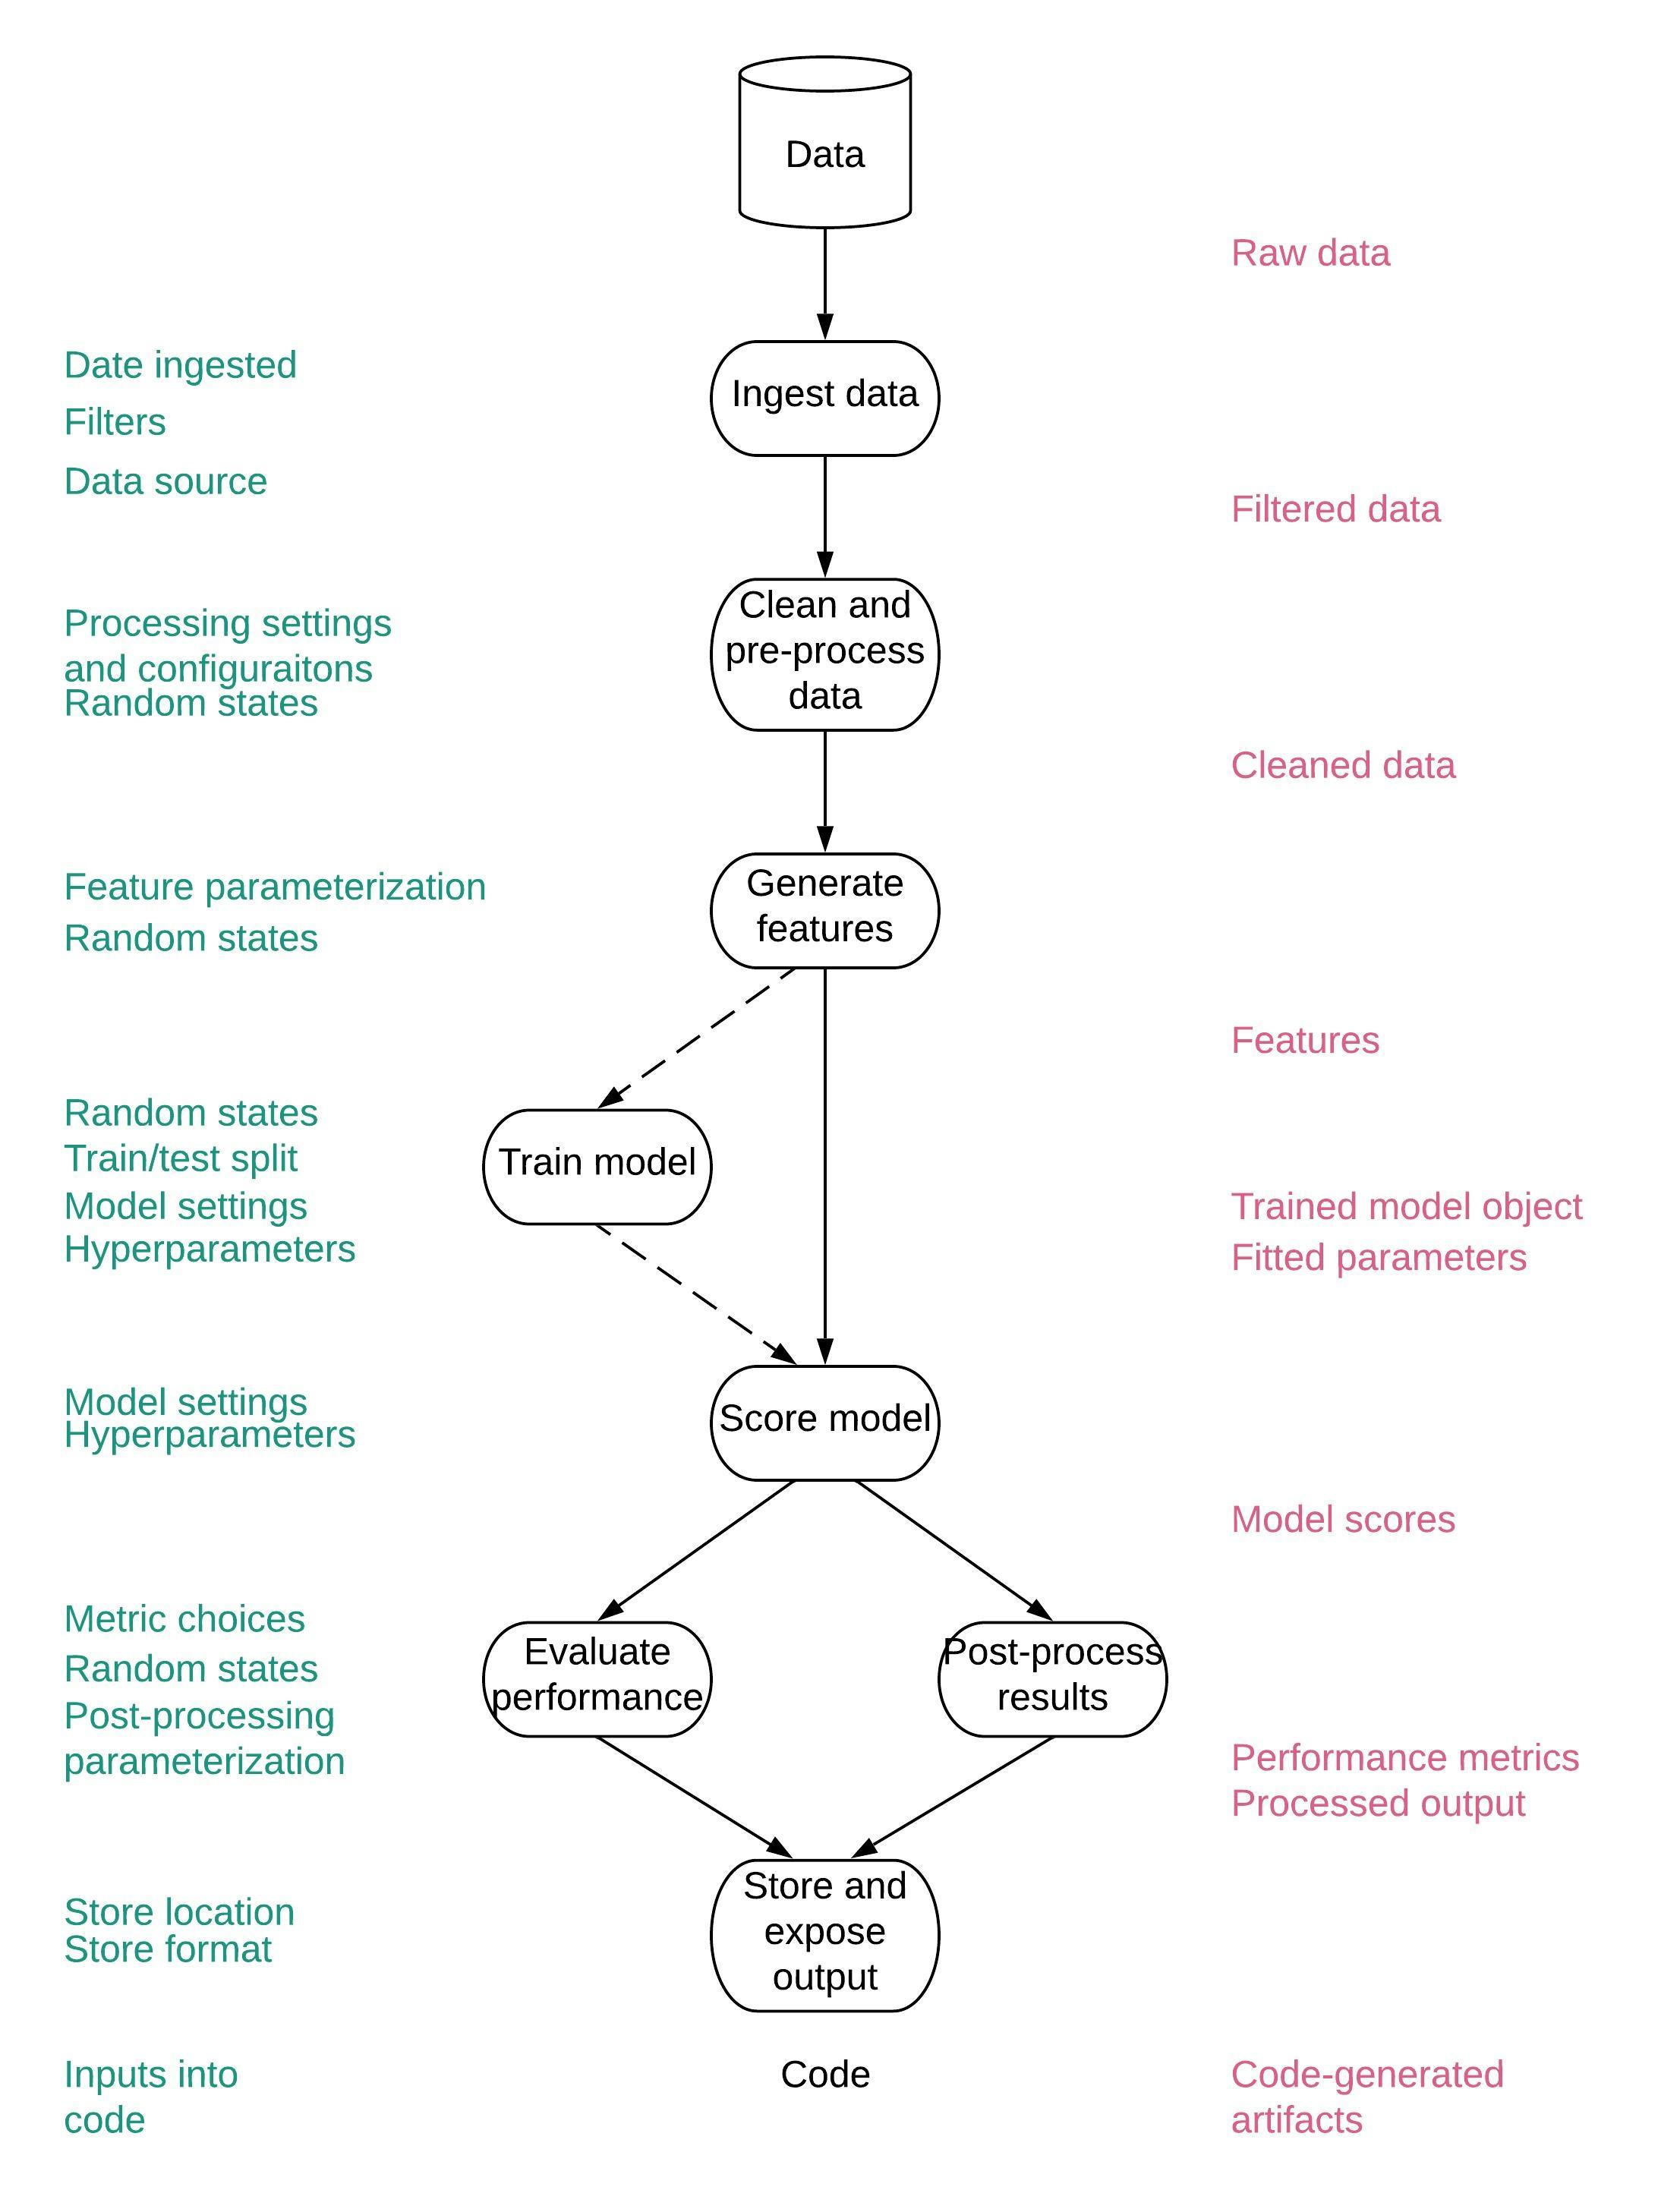 Data
Raw data
Date ingested
Ingest data
Filters
Data source
Filtered data
Clean and
pre-process
data
Processing settings
and configuraitons
Random states
Cleaned data
Feature parameterization
Random states
Generate
features
Features
Random states
Train/test split
Model settings
Hyperparameters
Train model
Trained model object
Fitted parameters
Model settings
Hyperparameters
Score model
Model scores
Metric choices
Random states
Post-processing
parameterization
Evaluate
performance
Post-process
results
Performance metrics
Processed output
Store location
Store format
Store and
expose
output
Inputs into
code
Code
Code-generated
artifacts